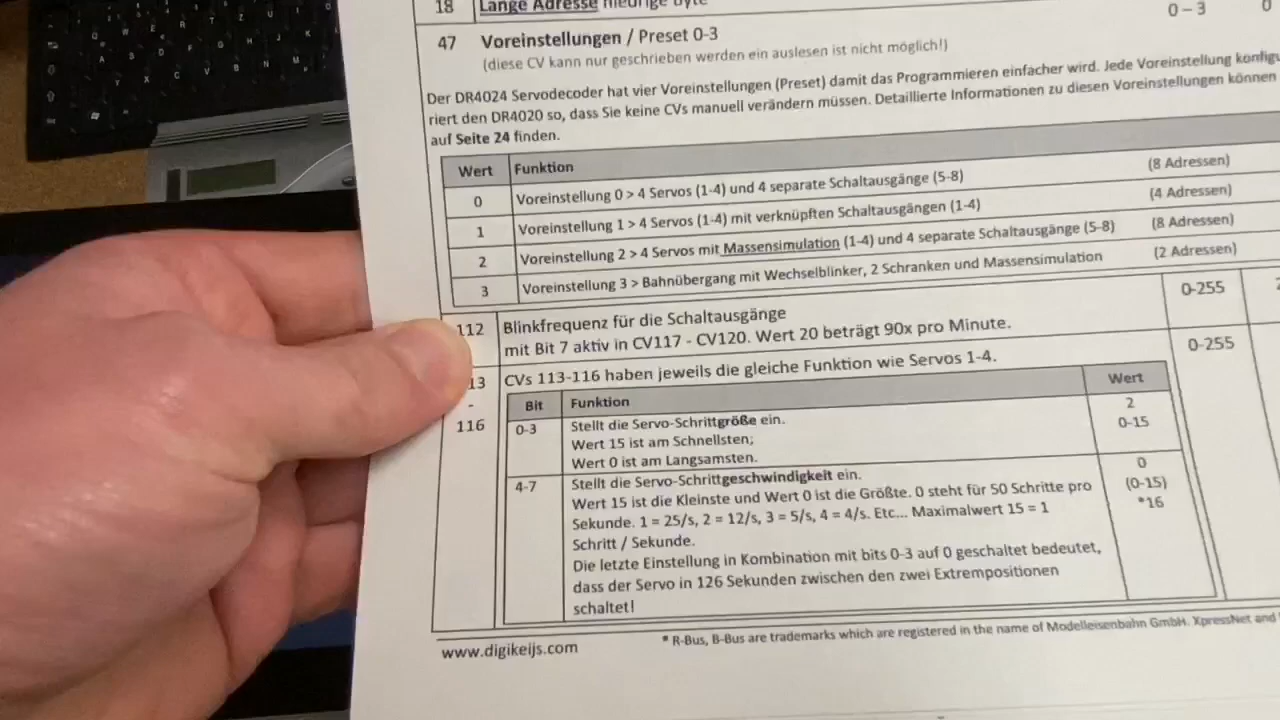 18 Lange Adresse niedrige Byte
0 – 3 0
47 Voreinstellungen / Preset 0-3
(diese CV kann nur geschrieben werden ein auslesen ist nicht möglich!)
Der DR4024 Servodecoder hat vier Voreinstellungen (Preset) damit das Programmieren einfacher wird. Jede Voreinstellung konfigu
riert den DR4020 so, dass Sie keine CVs manuell verändern müssen. Detaillierte Informationen zu diesen Voreinstellungen können
auf Seite 24 finden.
Wert Funktion
0 Voreinstellung 0 > 4 Servos (1-4) und 4 separate Schaltausgänge (5-8) (8 Adressen)
1 Voreinstellung 1 > 4 Servos (1-4) mit verknüpften Schaltausgängen (1-4) (4 Adressen)
2 Voreinstellung 2 > 4 Servos mit Massensimulation (1-4) und 4 separate Schaltausgänge (5-8) (8 Adressen)
3 Voreinstellung 3 > Bahnübergang mit Wechselblinker, 2 Schranken und Massensimulation (2 Adressen)
112 Blinkfrequenz für die Schaltausgänge 0-255
mit Bit 7 aktiv in CV117 - CV120. Wert 20 beträgt 90x pro Minute.
13 CVs 113-116 haben jeweils die gleiche Funktion wie Servos 1-4. 0-255
-
116
Bit Funktion Wert
0-3 Stellt die Servo-Schrittgröße ein. 2
Wert 15 ist am Schnellsten; 0-15
Wert 0 ist am Langsamsten.
4-7 Stellt die Servo-Schrittgeschwindigkeit ein. 0
Wert 15 ist die Kleinste und Wert 0 ist die Größte. 0 steht für 50 Schritte pro (0-15)
Sekunde. 1 = 25/s, 2 = 12/s, 3 = 5/s, 4 = 4/s. Etc... Maximalwert 15 = 1 *16
Schritt / Sekunde.
Die letzte Einstellung in Kombination mit bits 0-3 auf 0 geschaltet bedeutet,
dass der Servo in 126 Sekunden zwischen den zwei Extrempositionen
schaltet!
www.digikeijs.com
* R-Bus, B-Bus are trademarks which are registered in the name of Modelleisenbahn GmbH. XpressNet and